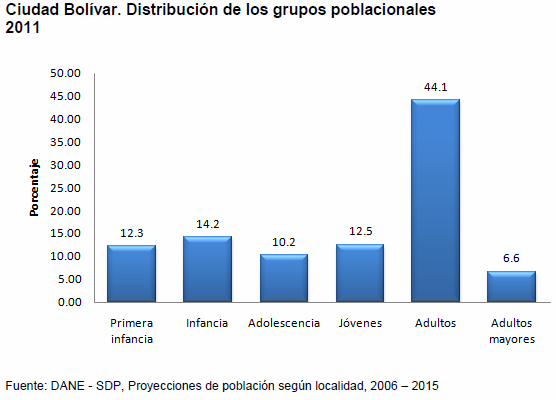 Ciudad Bolívar. Distribución de los grupos poblacionales
2011
Porcentaje
50.00
45.00
40.00
35.00
30.00
25.00
20.00
15.00
10.00
5.00
0.00
12.3
14.2
10.2
12.5
44.1
6.6
Primera
infancia
Infancia
Adolescencia
Jóvenes
Adultos
Adultos
mayores
Fuente: DANE - SDP, Proyecciones de población según localidad, 2006 – 2015